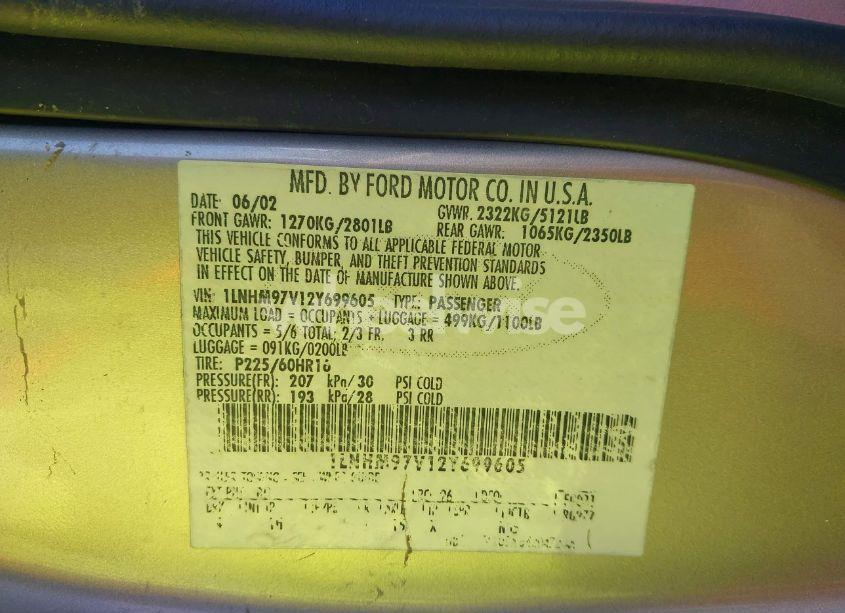 MFD. BY FORD MOTOR CO. IN U.S.A.
DATE: 06/02 GVWR: 2322KG/5121LB
FRONT GAWR: 1270KG/2801LB REAR GAWR: 1065KG/2350LB
THIS VEHICLE CONFORMS TO ALL APPLICABLE FEDERAL MOTOR
VEHICLE SAFETY, BUMPER, AND THEFT PREVENTION STANDARDS
IN EFFECT ON THE DATE OF MANUFACTURE SHOWN ABOVE.
VIN: 1LNHM97V12Y699605 TYPE: PASSENGER
MAXIMUM LOAD = OCCUPANTS + LUGGAGE = 499KG/1100LB
OCCUPANTS = 5/6 TOTAL; 2/3 FR, 3 RR
LUGGAGE = 091KG/0200LB
TIRE: P225/60HR16
PRESSURE(FR): 207 kPa/30 PSI COLD
PRESSURE(RR): 193 kPa/28 PSI COLD
1LNHM97V12Y699605